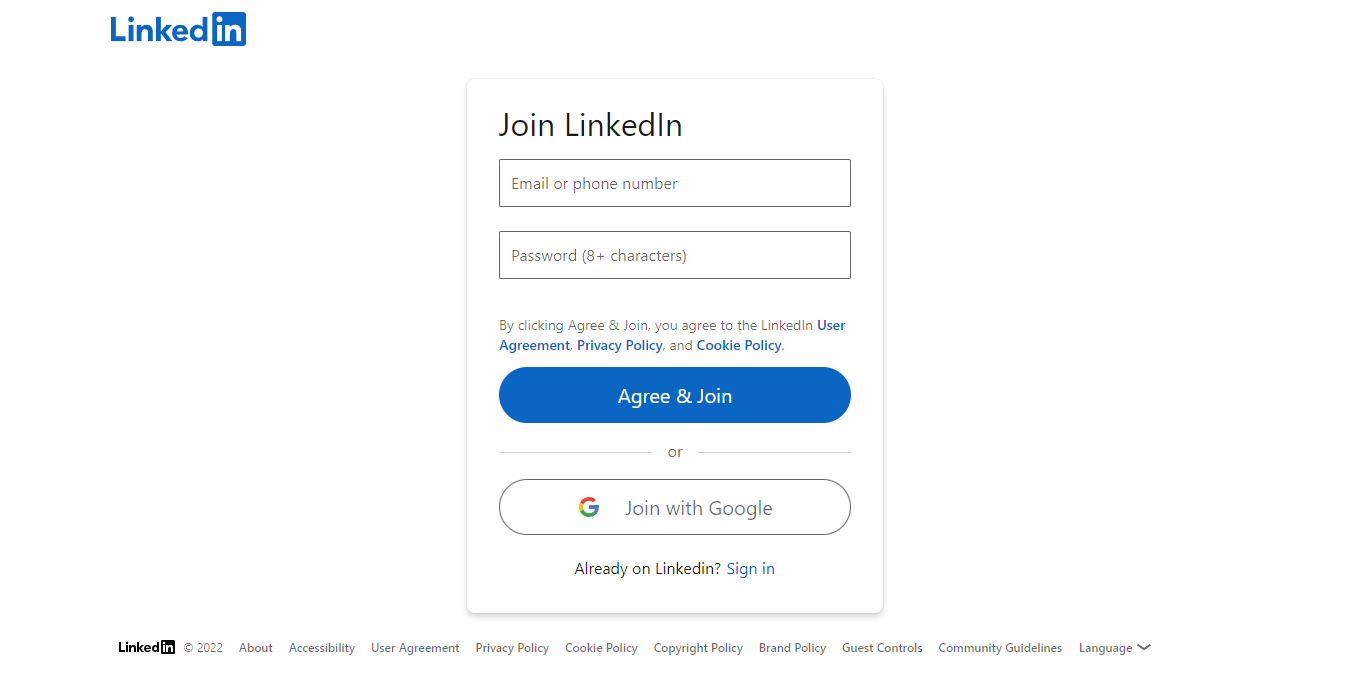 Linkedin
Join LinkedIn
Email or phone number
Password (8+ characters)
By clicking Agree & Join, you agree to the LinkedIn User
Agreement, Privacy Policy, and Cookie Policy.
Agree & Join
or
Join with Google
Already on Linkedin? Sign in
Linkedin © 2022 About Accessibility User Agreement Privacy Policy Cookie Policy Copyright Policy Brand Policy Guest Controls Community Guidelines Language